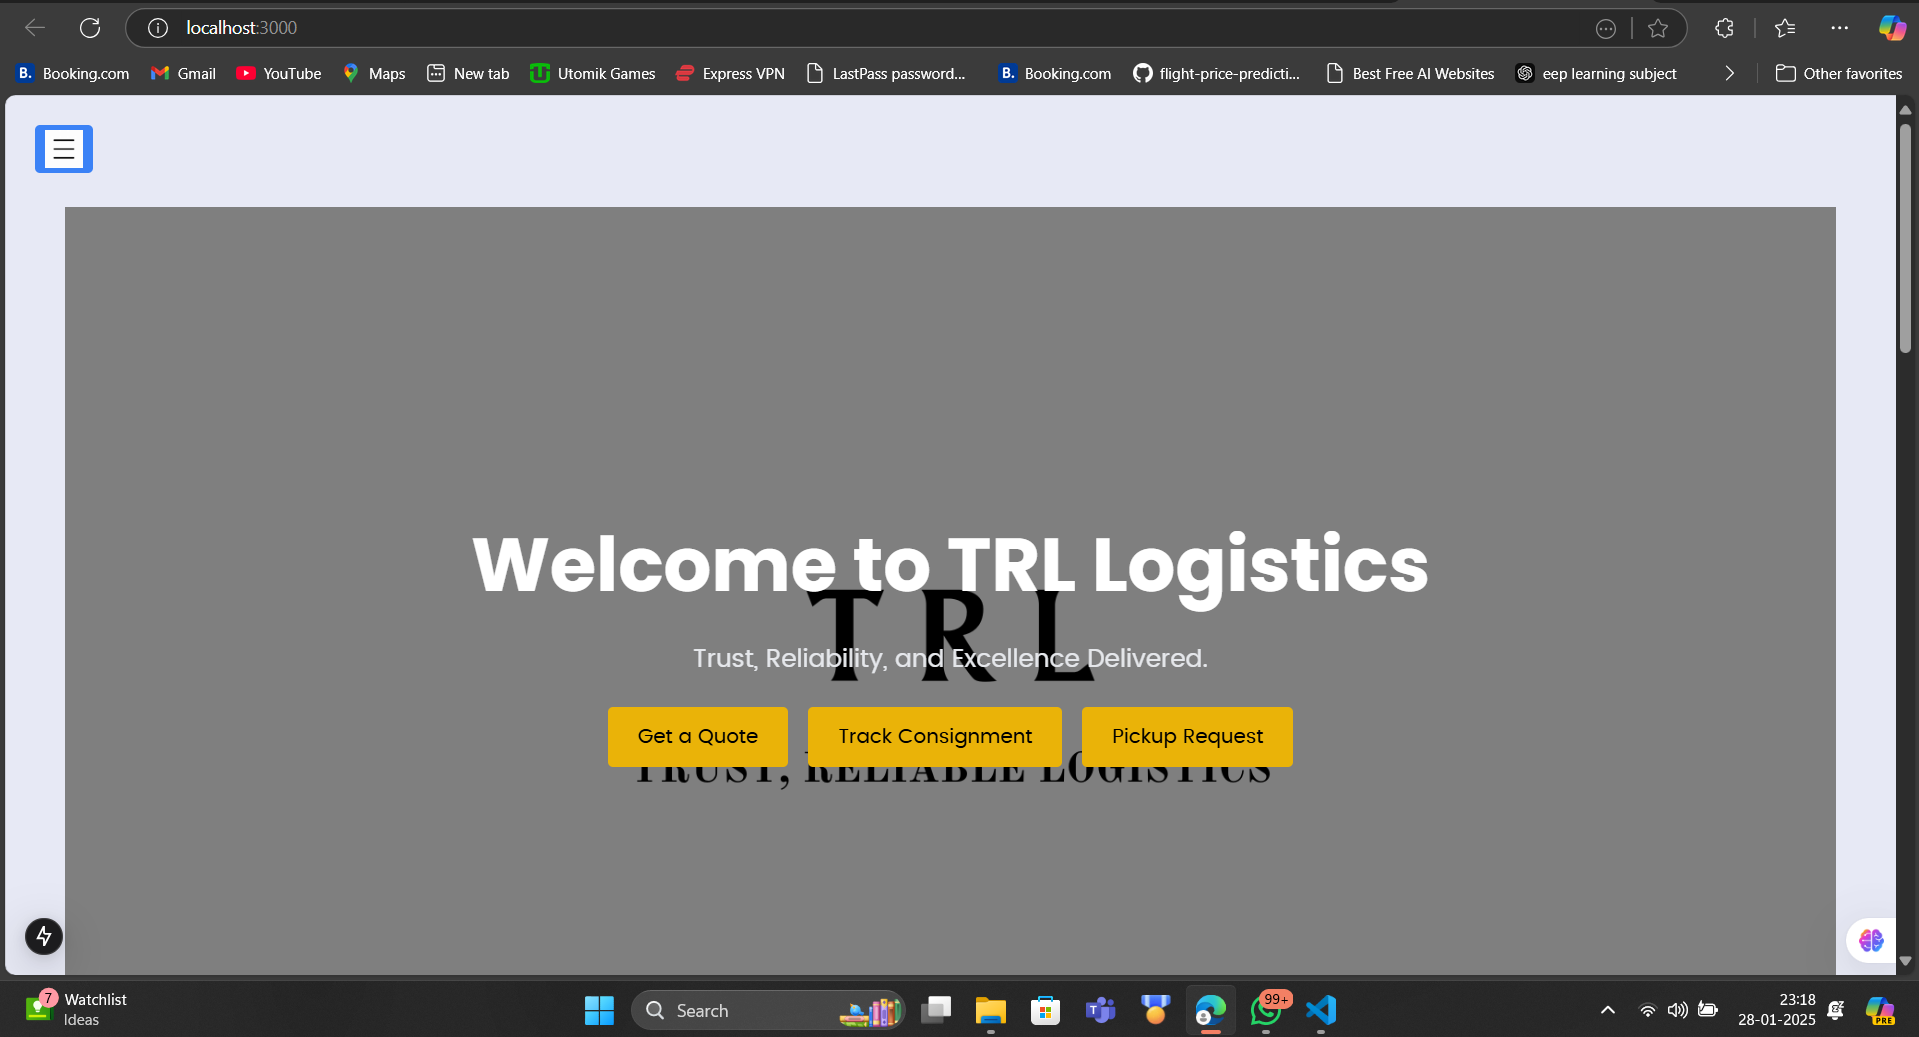 localhost:3000
Booking.com Gmail YouTube Maps New tab Utomik Games Express VPN LastPass password... Booking.com flight-price-predicti... Best Free AI Websites eep learning subject Other favorites
Welcome to TRL Logistics
TRL
Trust, Reliability, and Excellence Delivered.
Get a Quote Track Consignment Pickup Request
TRUST, RELIABLE LOGISTICS
7 Watchlist
Ideas
Search
99+
23:18
28-01-2025
PRE